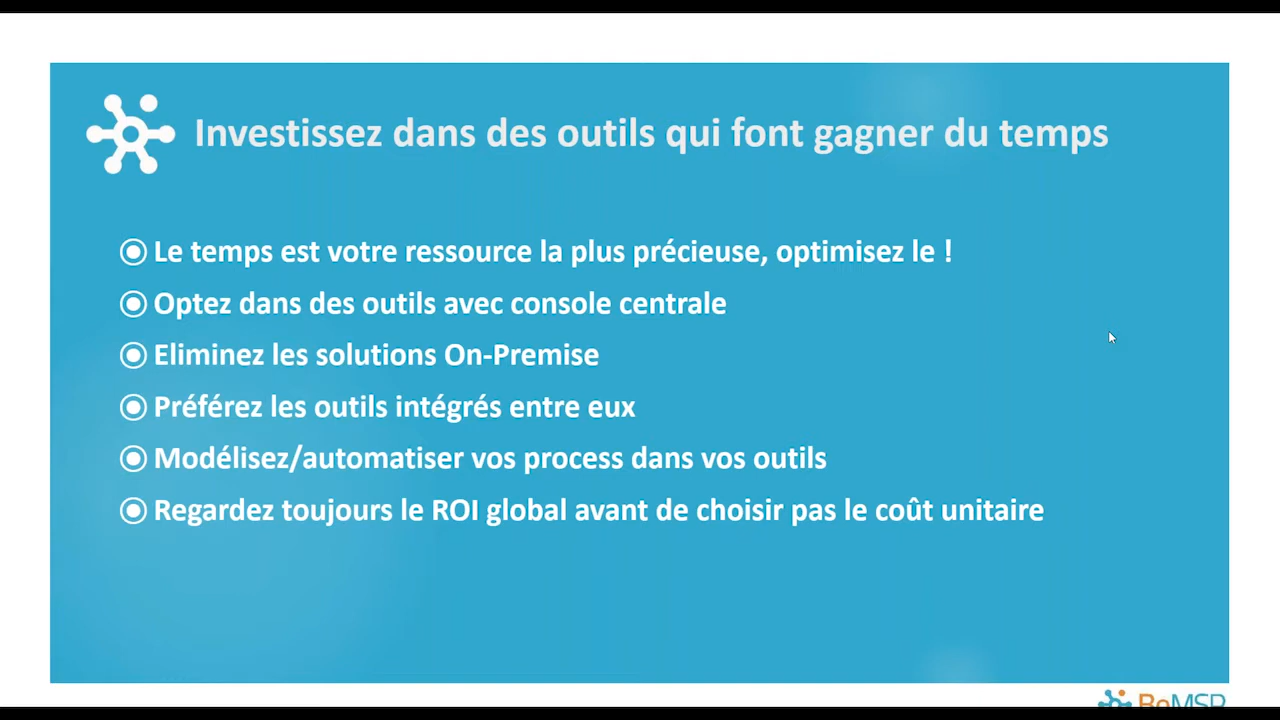 Investissez dans des outils qui font gagner du temps
Le temps est votre ressource la plus précieuse, optimisez le !
Optez dans des outils avec console centrale
Eliminez les solutions On-Premise
Préférez les outils intégrés entre eux
Modélisez/automatiser vos process dans vos outils
Regardez toujours le ROI global avant de choisir pas le coût unitaire
BeMSP